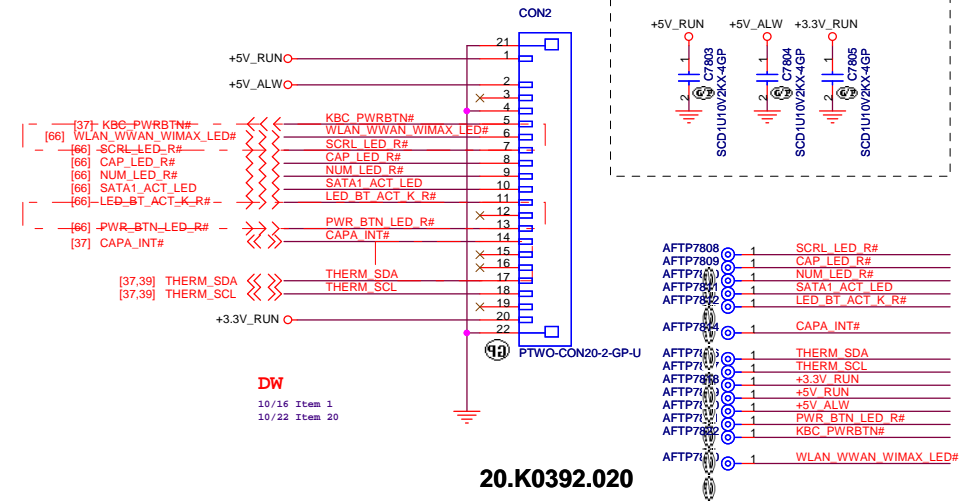 CON2
+5V_RUN
+5V_ALW
[37] KBC_PWRBTN#
[66] WLAN_WWAN_WIMAX_LED#
[66] SCRL_LED_R#
[66] CAP_LED_R#
[66] NUM_LED_R#
[66] SATA1_ACT_LED
[66] LED_BT_ACT_K_R#
[66] PWR_BTN_LED_R#
[37] CAPA_INT#
[37,39] THERM_SDA
[37,39] THERM_SCL
+3.3V_RUN
KBC_PWRBTN#
WLAN_WWAN_WIMAX_LED#
SCRL_LED_R#
CAP_LED_R#
NUM_LED_R#
SATA1_ACT_LED
LED_BT_ACT_K_R#
PWR_BTN_LED_R#
CAPA_INT#
THERM_SDA
THERM_SCL
21
1
2
3
4
5
6
7
8
9
10
11
12
13
14
15
16
17
18
19
20
22
PTWO-CON20-2-GP-U
DW
10/16 Item 1
10/22 Item 20
20.K0392.020
+5V_RUN +5V_ALW +3.3V_RUN
1 2 C7803 SCD1U10V2KX-4GP
1 2 C7804 SCD1U10V2KX-4GP
1 2 C7805 SCD1U10V2KX-4GP
AFTP7808 1 SCRL_LED_R#
AFTP7809 1 CAP_LED_R#
1 NUM_LED_R#
1 SATA1_ACT_LED
1 LED_BT_ACT_K_R#
1 CAPA_INT#
1 THERM_SDA
1 THERM_SCL
1 +3.3V_RUN
1 +5V_RUN
1 +5V_ALW
1 PWR_BTN_LED_R#
1 KBC_PWRBTN#
1 WLAN_WWAN_WIMAX_LED#